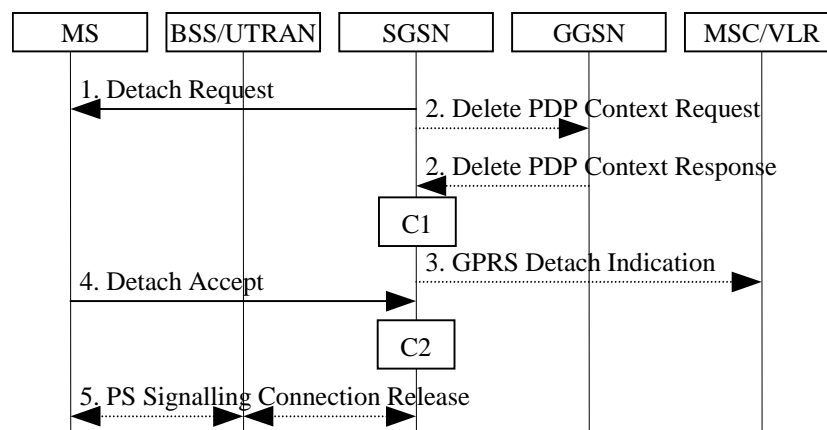 MS
BSS/UTRAN
SGSN
GGSN
MSC/VLR
1. Detach Request
2. Delete PDP Context Request
2. Delete PDP Context Response
C1
3. GPRS Detach Indication
4. Detach Accept
C2
5. PS Signalling Connection Release